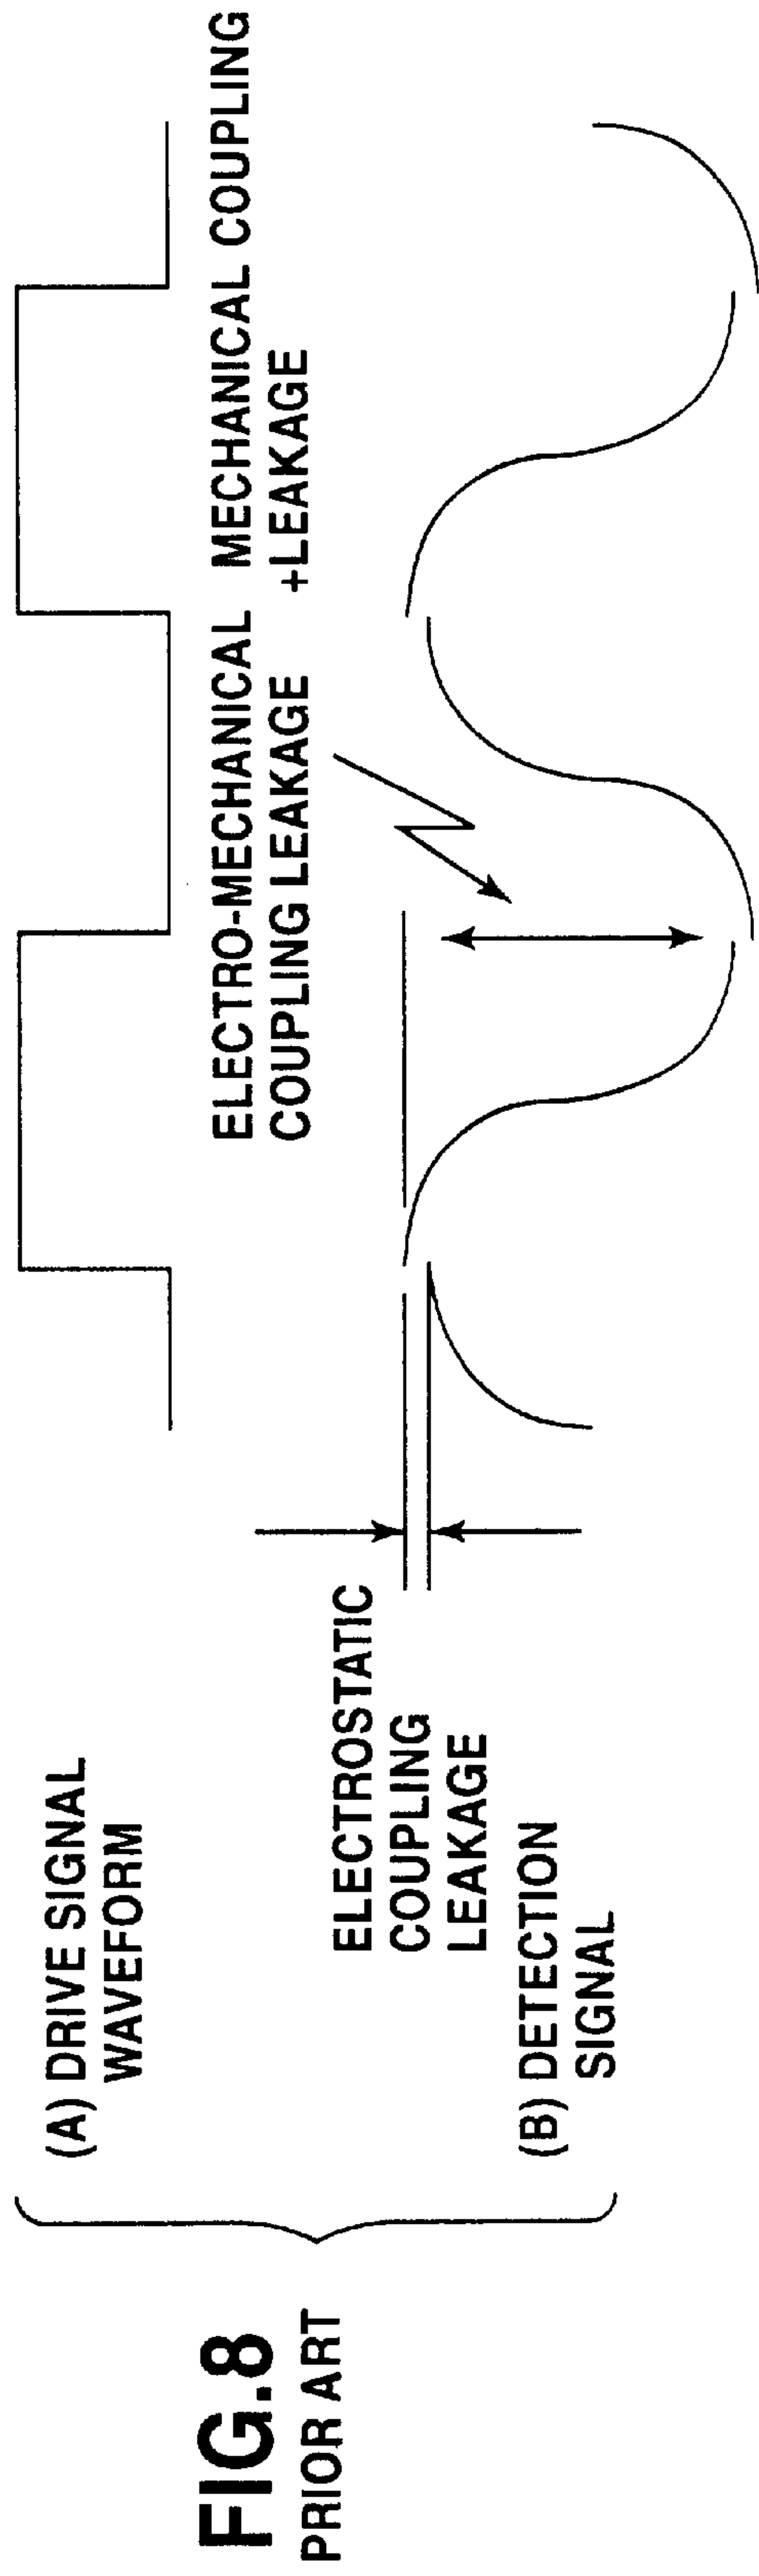 FIG.8
PRIOR ART
(A) DRIVE SIGNAL
WAVEFORM
ELECTRO-MECHANICAL
COUPLING LEAKAGE
MECHANICAL COUPLING
+LEAKAGE
ELECTROSTATIC
COUPLING
LEAKAGE
(B) DETECTION
SIGNAL